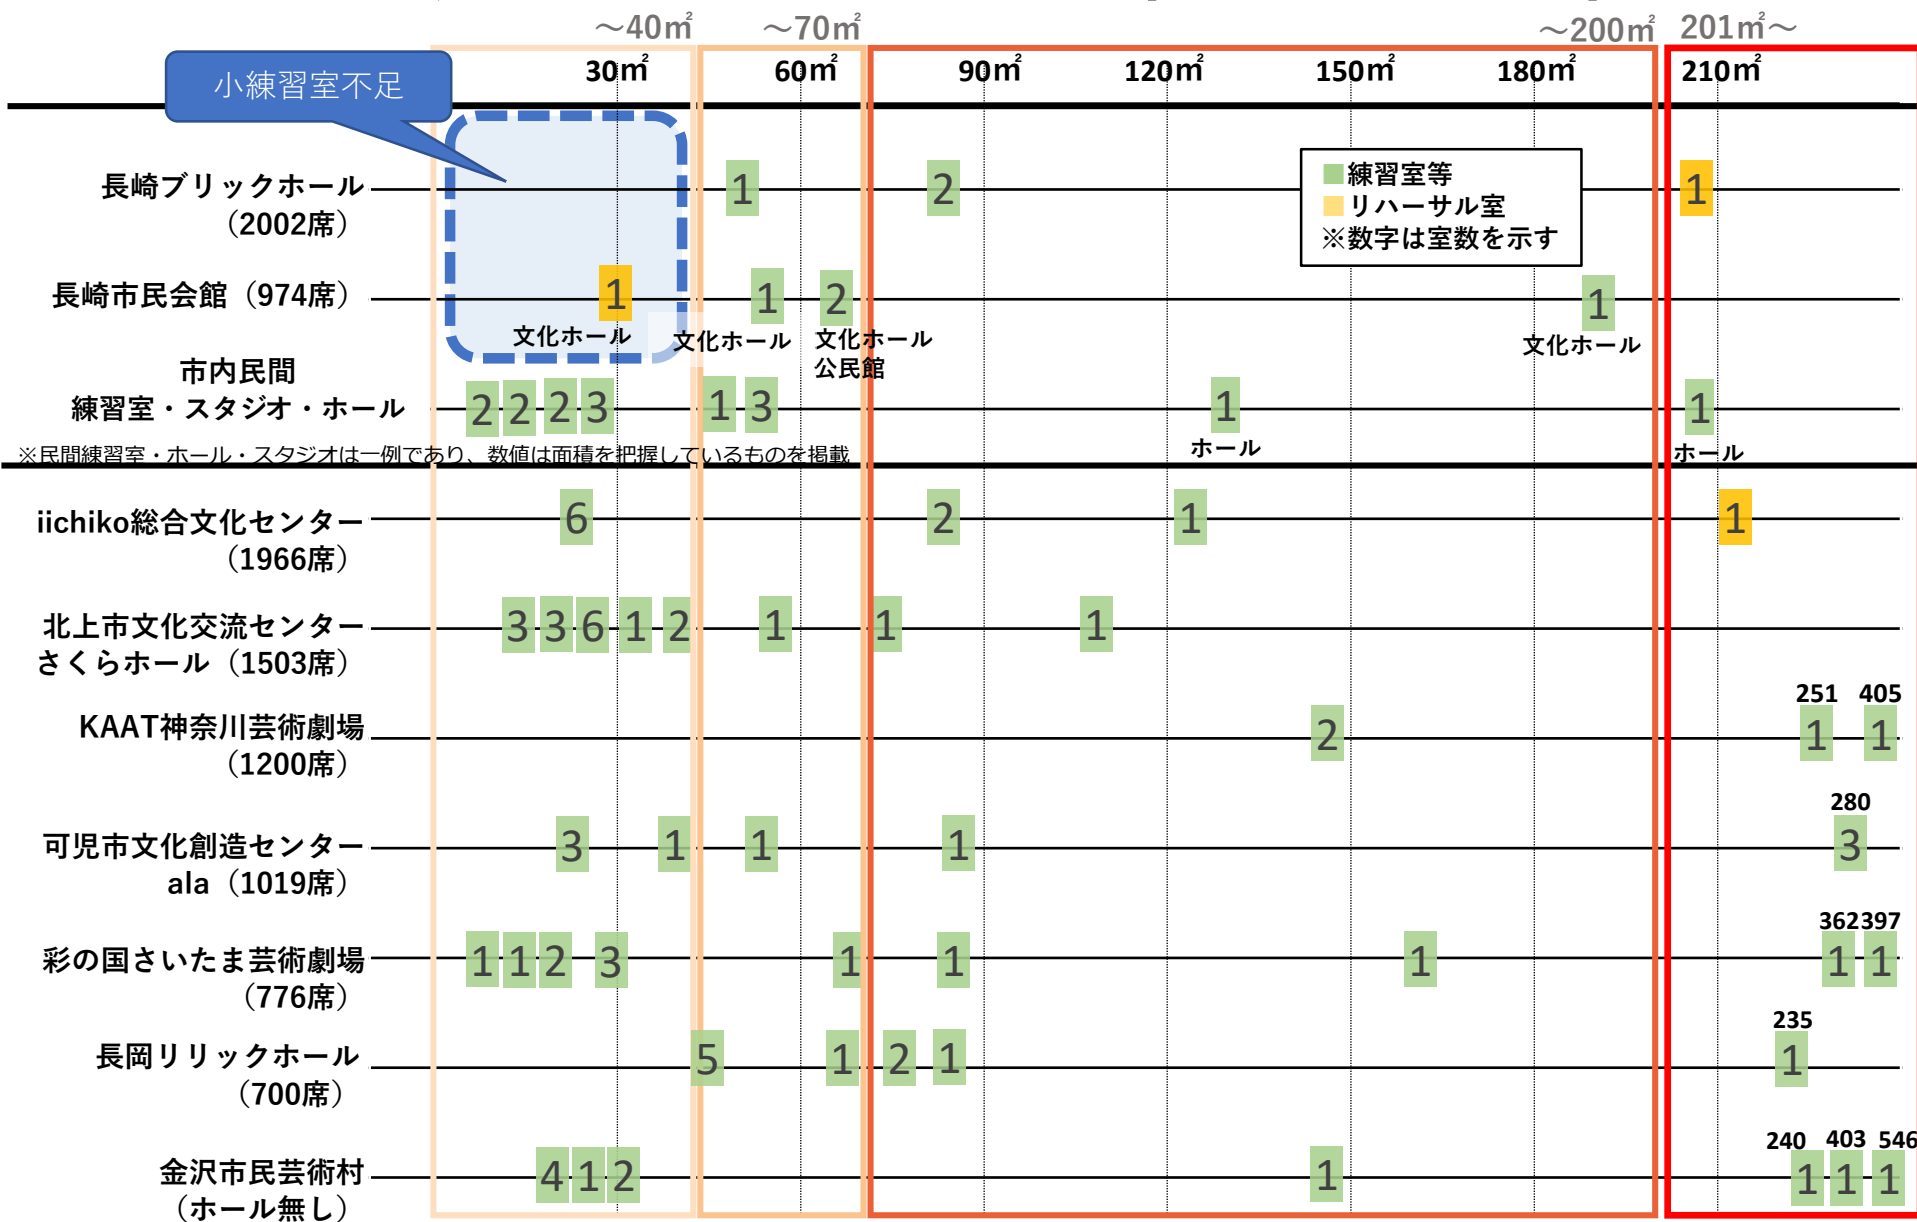 ～40㎡ ～70㎡ ～200㎡ 201㎡～
30㎡ 60㎡ 90㎡ 120㎡ 150㎡ 180㎡ 210㎡
小練習室不足
■練習室等
■リハーサル室
※数字は室数を示す
長崎ブリックホール 1 2 1
（2002席）
長崎市民会館（974席） 1 1 2 1
文化ホール 文化ホール 文化ホール 文化ホール
公民館
市内民間
練習室・スタジオ・ホール 2 2 2 3 1 3 1 1
ホール ホール
※民間練習室・ホール・スタジオは一例であり、数値は面積を把握しているものを掲載
iichiko総合文化センター 6 2 1 1
（1966席）
北上市文化交流センター 3 3 6 1 2 1 1 1
さくらホール（1503席）
251 405
KAAT神奈川芸術劇場 2 1 1
（1200席）
280
可児市文化創造センター 3 1 1 1 3
ala（1019席）
362 397
彩の国さいたま芸術劇場 1 1 2 3 1 1 1 1 1
（776席）
235
長岡リリックホール 5 1 2 1 1
（700席）
240 403 546
金沢市民芸術村 4 1 2 1 1 1 1
（ホール無し）